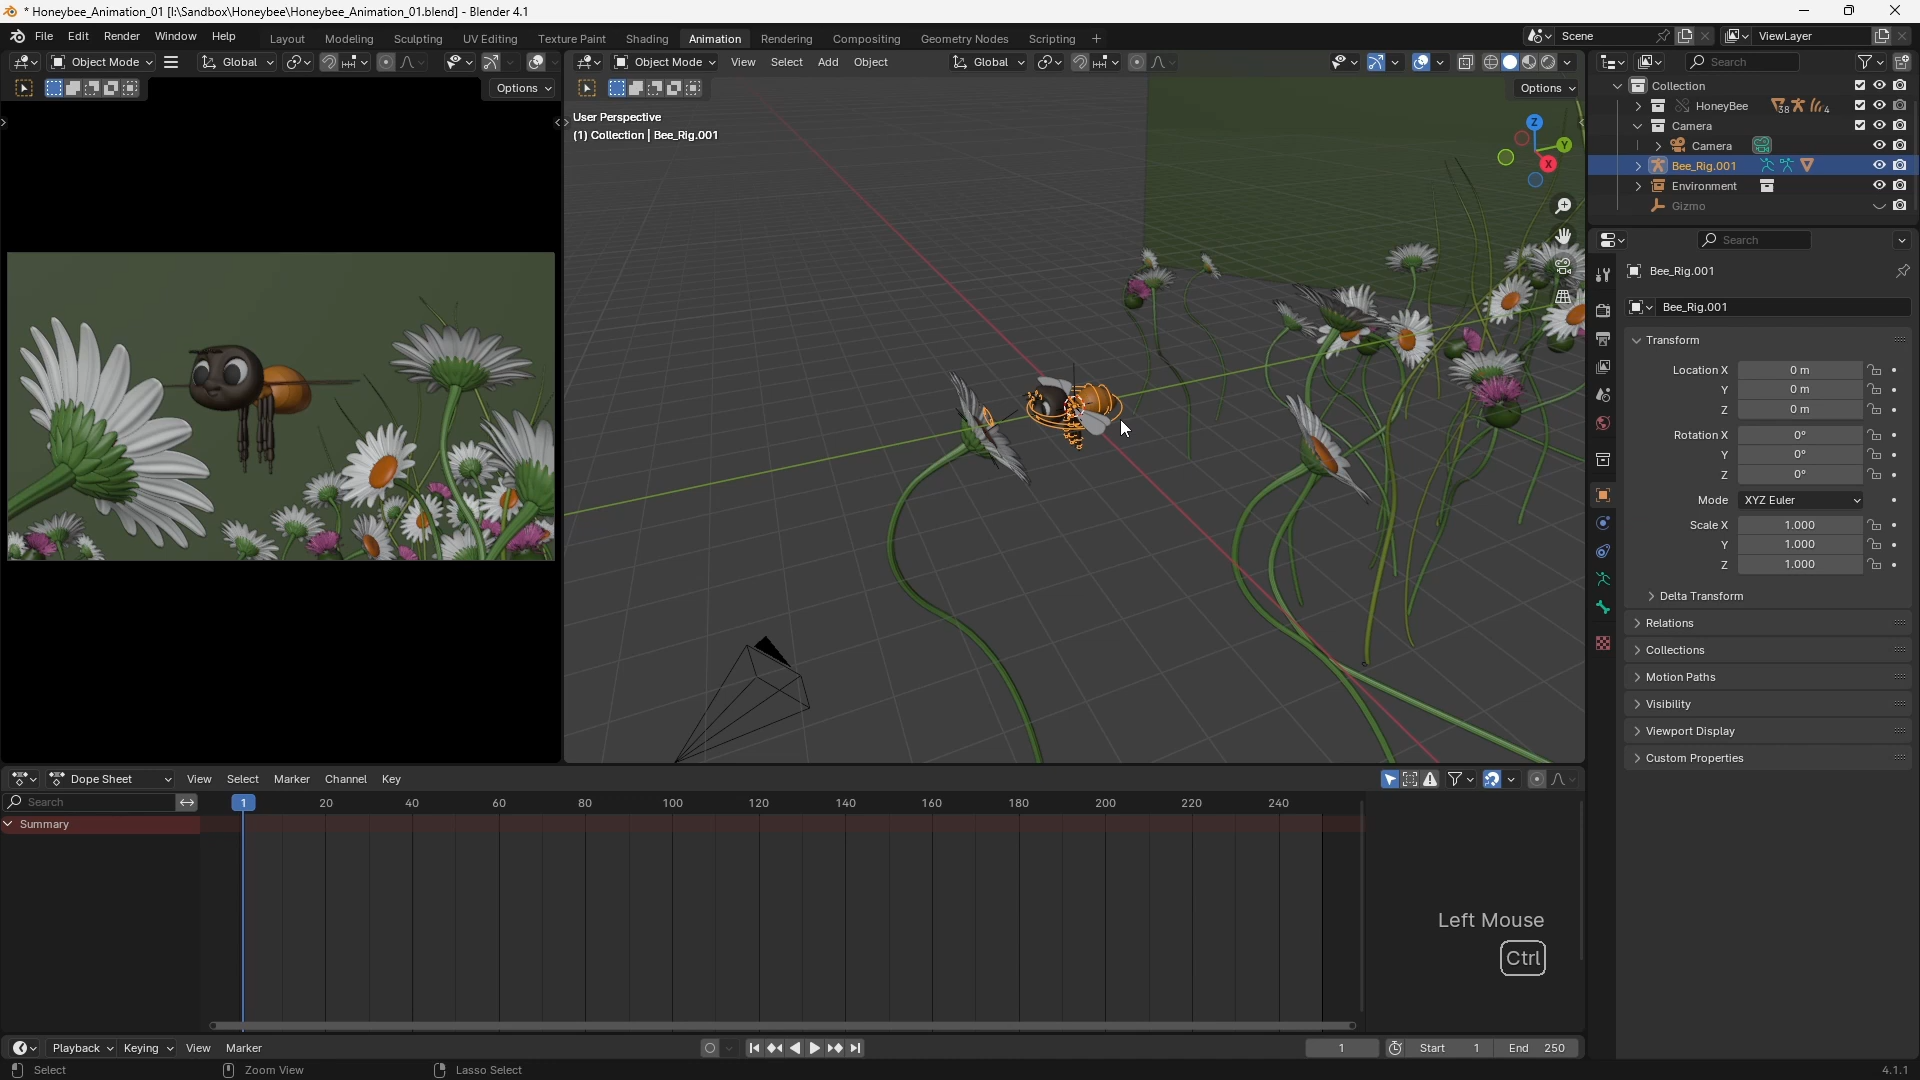 * Honeybee_Animation_01 [I:\Sandbox\Honeybee\Honeybee_Animation_01.blend] - Blender 4.1
File Edit Render Window Help Layout Modeling Sculpting UV Editing Texture Paint Shading Animation Rendering Compositing Geometry Nodes Scripting + Scene ViewLayer
Object Mode Global Object Mode View Select Add Object Global Search
Options Options
User Perspective
(1) Collection | Bee_Rig.001
Z
Y
X
Collection
HoneyBee 38 4
Camera
Camera
Bee_Rig.001
Environment
Gizmo
Search
Bee_Rig.001
Bee_Rig.001
Transform
Location X 0 m
Y 0 m
Z 0 m
Rotation X 0°
Y 0°
Z 0°
Mode XYZ Euler
Scale X 1.000
Y 1.000
Z 1.000
Delta Transform
Relations
Collections
Motion Paths
Visibility
Viewport Display
Custom Properties
Dope Sheet View Select Marker Channel Key
Search 1 20 40 60 80 100 120 140 160 180 200 220 240
Summary
Left Mouse
Ctrl
Playback Keying View Marker 1 Start 1 End 250
Select Zoom View Lasso Select 4.1.1